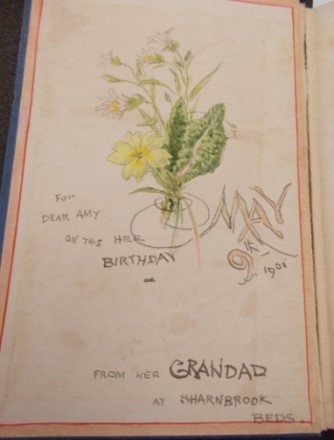 FOR
DEAR AMY
ON THIS HER
BIRTHDAY
MAY
9th 1901
FROM HER GRANDAD
AT SHARNBROOK
BEDS.